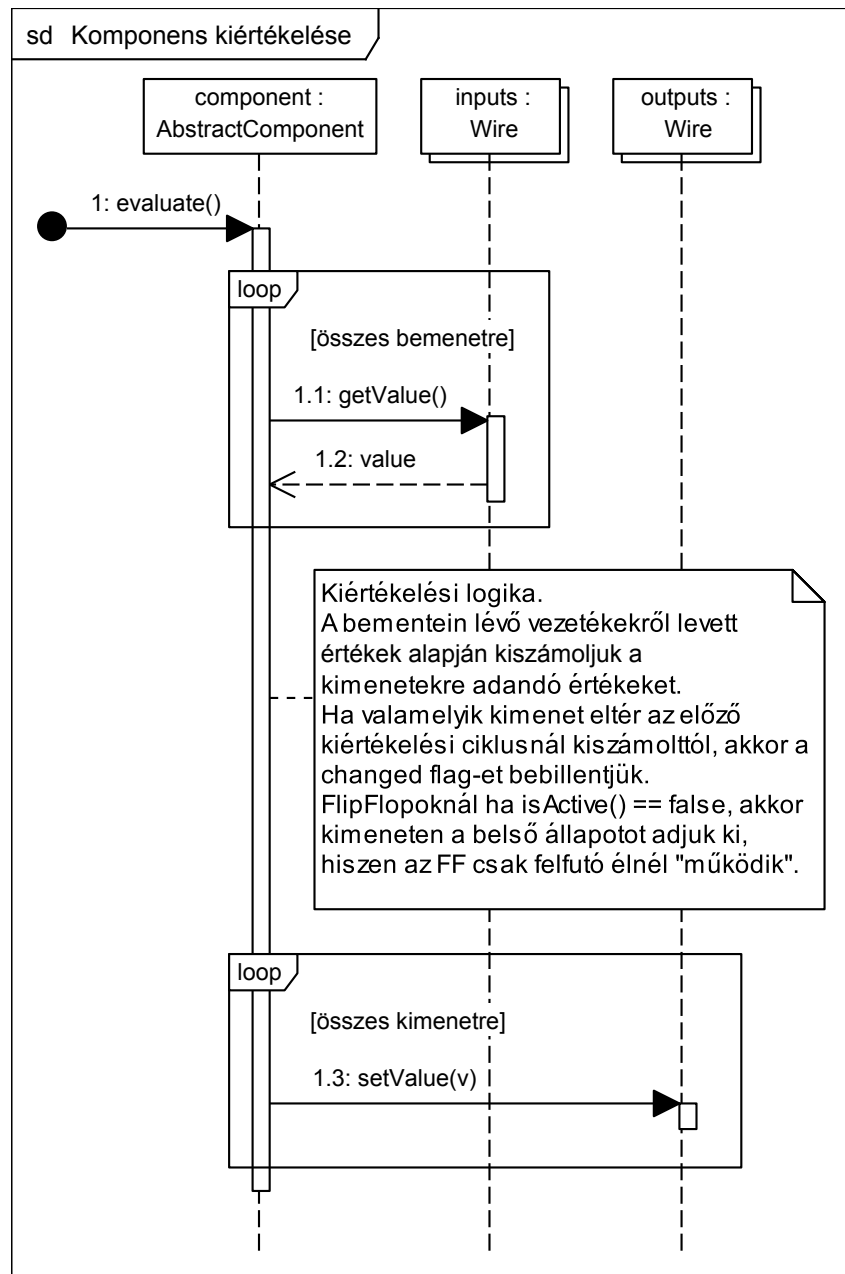 sd Komponens kiértékelése
component :
AbstractComponent
inputs :
Wire
outputs :
Wire
1: evaluate()
loop
[összes bemenetre]
1.1: getValue()
1.2: value
Kiértékelési logika.
A bementein lévő vezetékekről levett
értékek alapján kiszámoljuk a
kimenetekre adandó értékeket.
Ha valamelyik kimenet eltér az előző
kiértékelési ciklusnál kiszámolttól, akkor a
changed flag-et bebillentjük.
FlipFlopoknál ha isActive() == false, akkor
kimeneten a belső állapotot adjuk ki,
hiszen az FF csak felfutó élnél "működik".
loop
[összes kimenetre]
1.3: setValue(v)